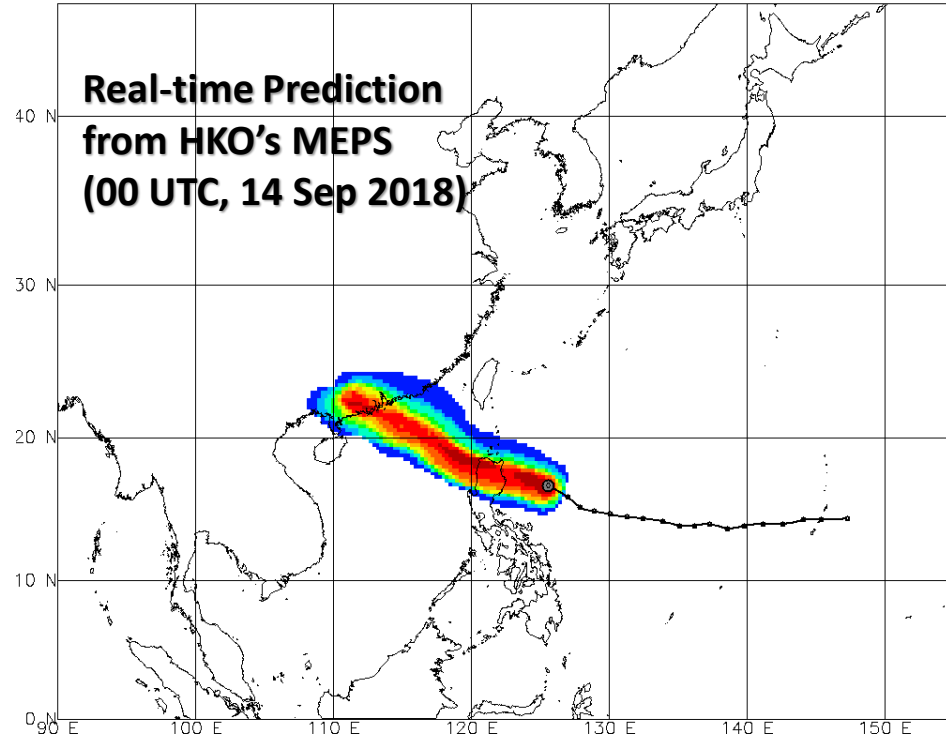 Real-time Prediction
from HKO’s MEPS
(00 UTC, 14 Sep 2018)
40 N
30 N
20 N
10 N
0 N
90 E 100 E 110 E 120 E 130 E 140 E 150 E